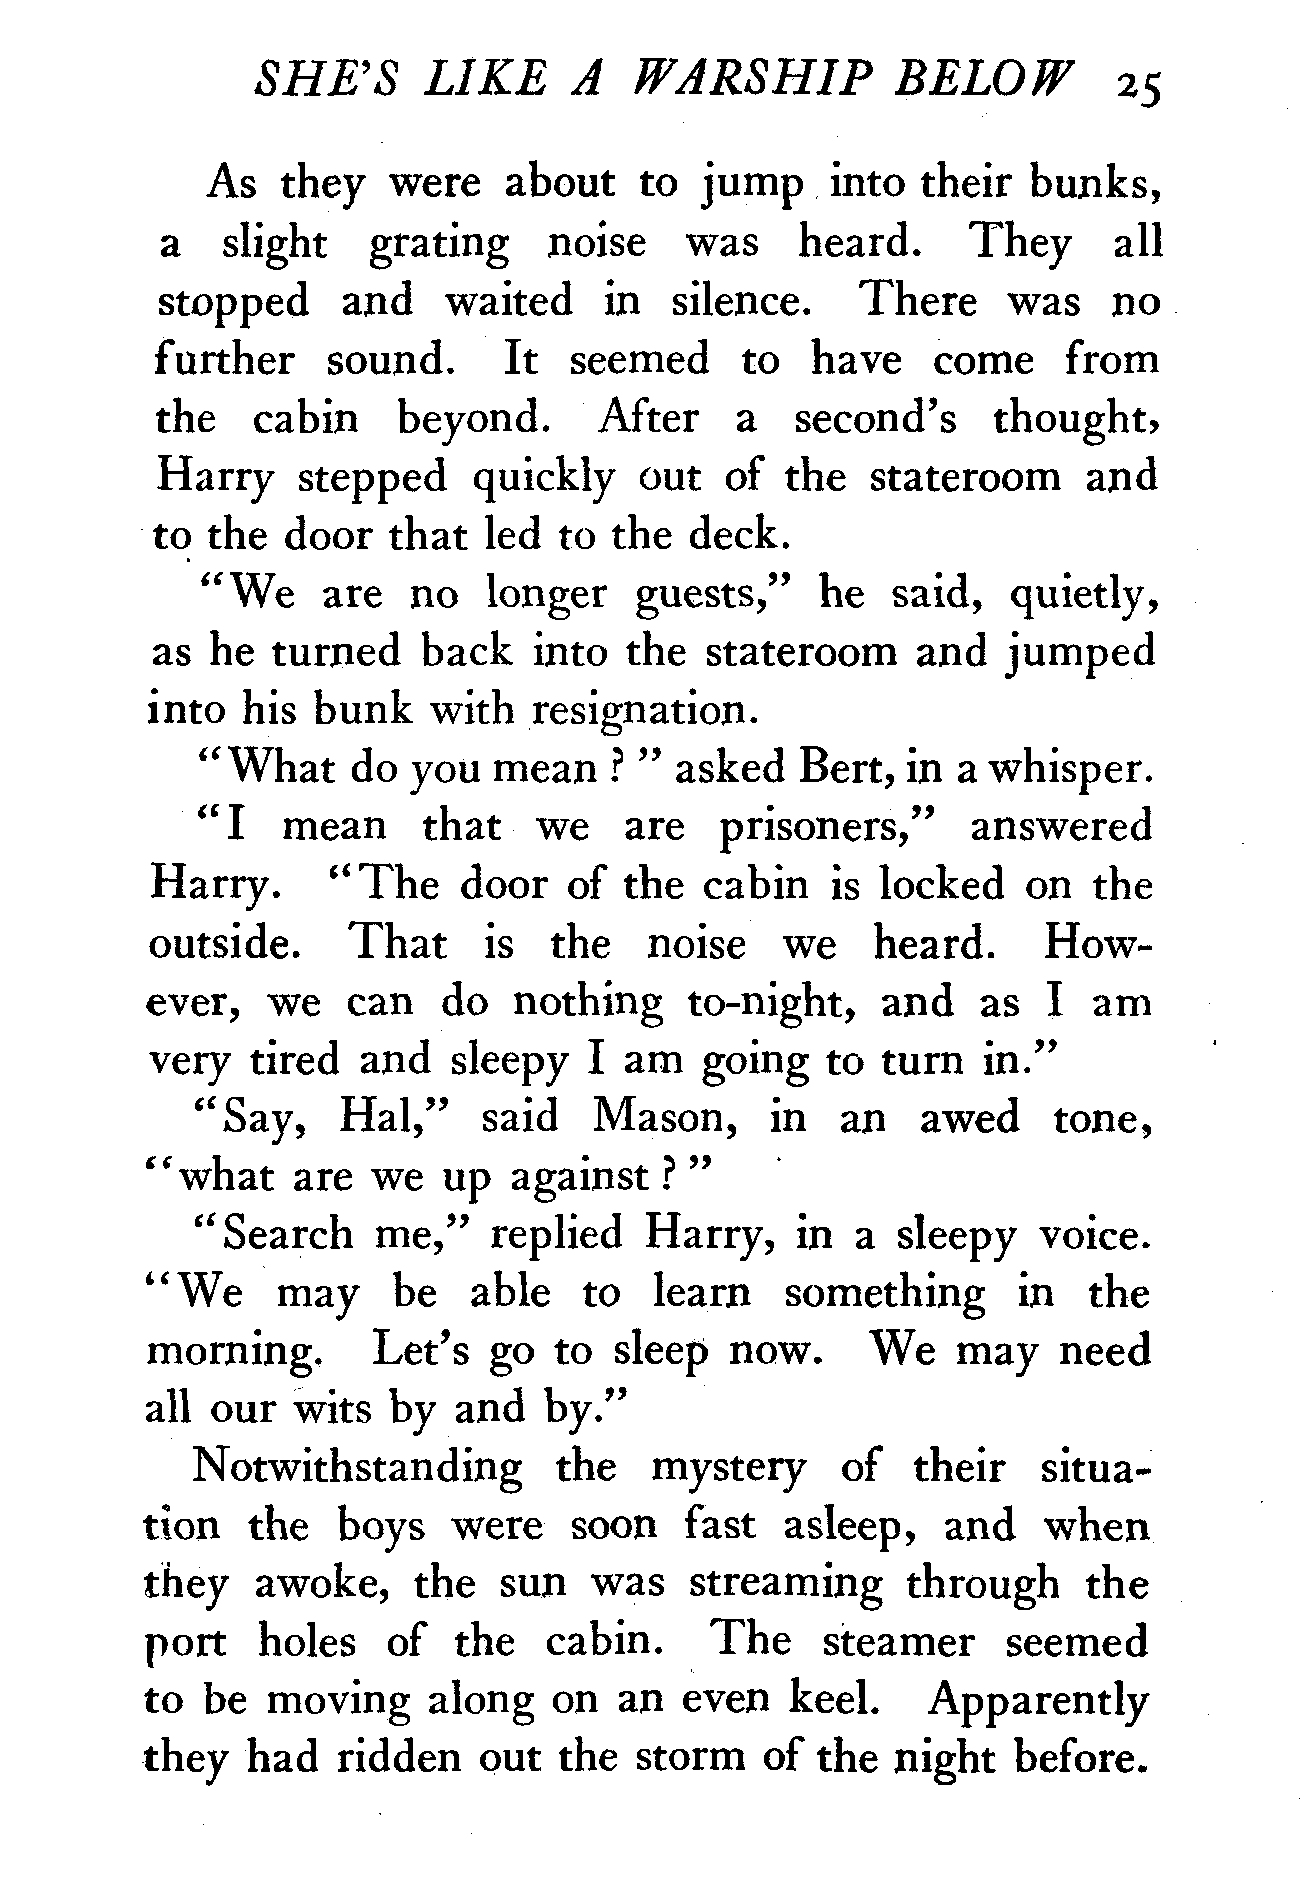 SHE'S LIKE A WARSHIP BELOW 25
As they were about to jump into their bunks,
a slight grating noise was heard. They all
stopped and waited in silence. There was no
further sound. It seemed to have come from
the cabin beyond. After a second's thought,
Harry stepped quickly out of the stateroom and
to the door that led to the deck.
"We are no longer guests," he said, quietly,
as he turned back into the stateroom and jumped
into his bunk with resignation.
"What do you mean ? " asked Bert, in a whisper.
"I mean that we are prisoners," answered
Harry. "The door of the cabin is locked on the
outside. That is the noise we heard. How-
ever, we can do nothing to-night, and as I am
very tired and sleepy I am going to turn in."
"Say, Hal," said Mason, in an awed tone,
"what are we up against ? "
"Search me," replied Harry, in a sleepy voice.
"We may be able to learn something in the
morning. Let's go to sleep now. We may need
all our wits by and by."
Notwithstanding the mystery of their situa-
tion the boys were soon fast asleep, and when
they awoke, the sun was streaming through the
port holes of the cabin. The steamer seemed
to be moving along on an even keel. Apparently
they had ridden out the storm of the night before.